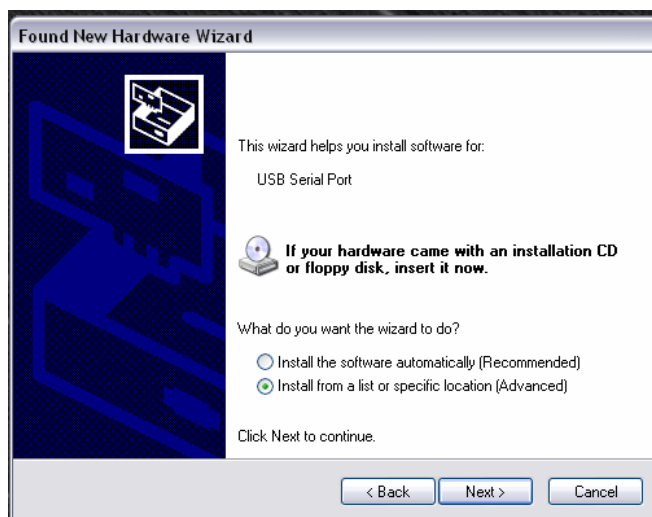 Found New Hardware Wizard
This wizard helps you install software for:
USB Serial Port
If your hardware came with an installation CD
or floppy disk, insert it now.
What do you want the wizard to do?
Install the software automatically (Recommended)
Install from a list or specific location (Advanced)
Click Next to continue.
< Back
Next >
Cancel